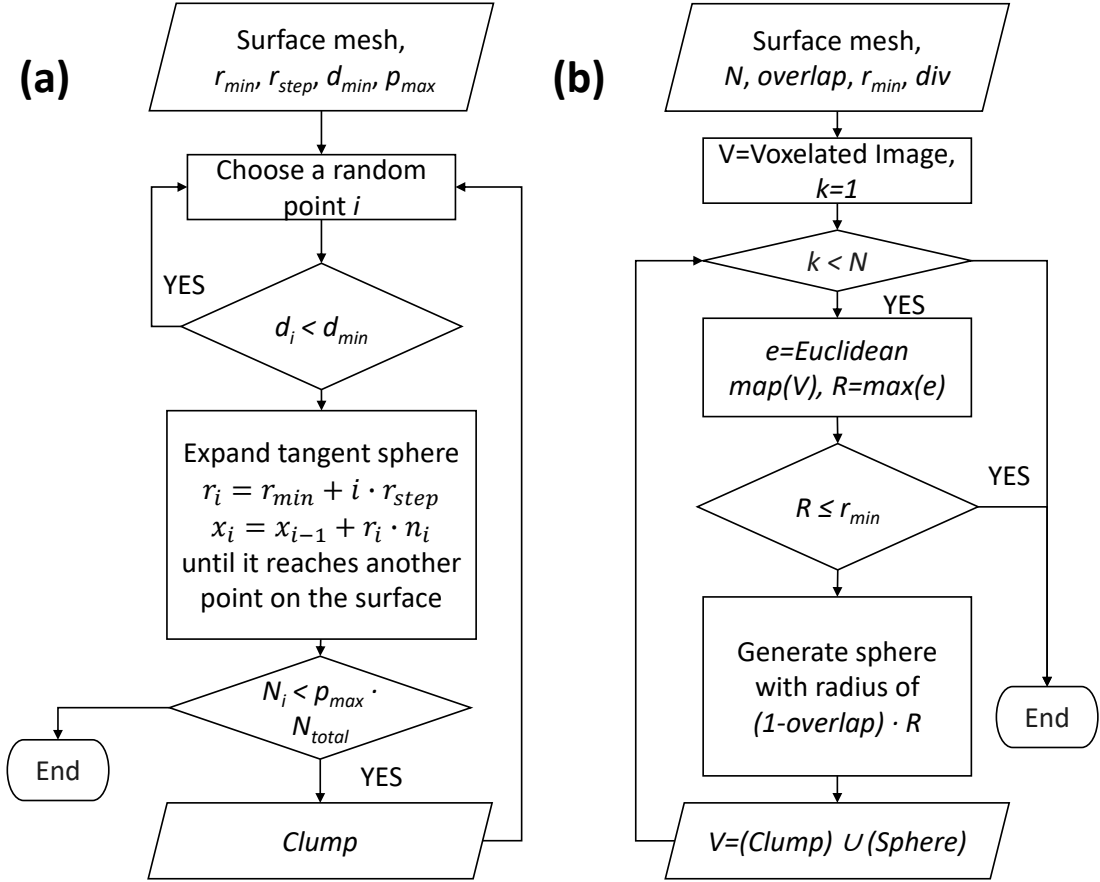 (a)
Surface mesh,
r_min, r_step, d_min, p_max
Choose a random
point i
YES
d_i < d_min
Expand tangent sphere
r_i = r_min + i · r_step
x_i = x_{i−1} + r_i · n_i
until it reaches another
point on the surface
N_i < p_max ·
N_total
End
YES
Clump
(b)
Surface mesh,
N, overlap, r_min, div
V=Voxelated Image,
k=1
k < N
YES
e=Euclidean
map(V), R=max(e)
YES
R ≤ r_min
Generate sphere
with radius of
(1-overlap) · R
End
V=(Clump) ∪ (Sphere)